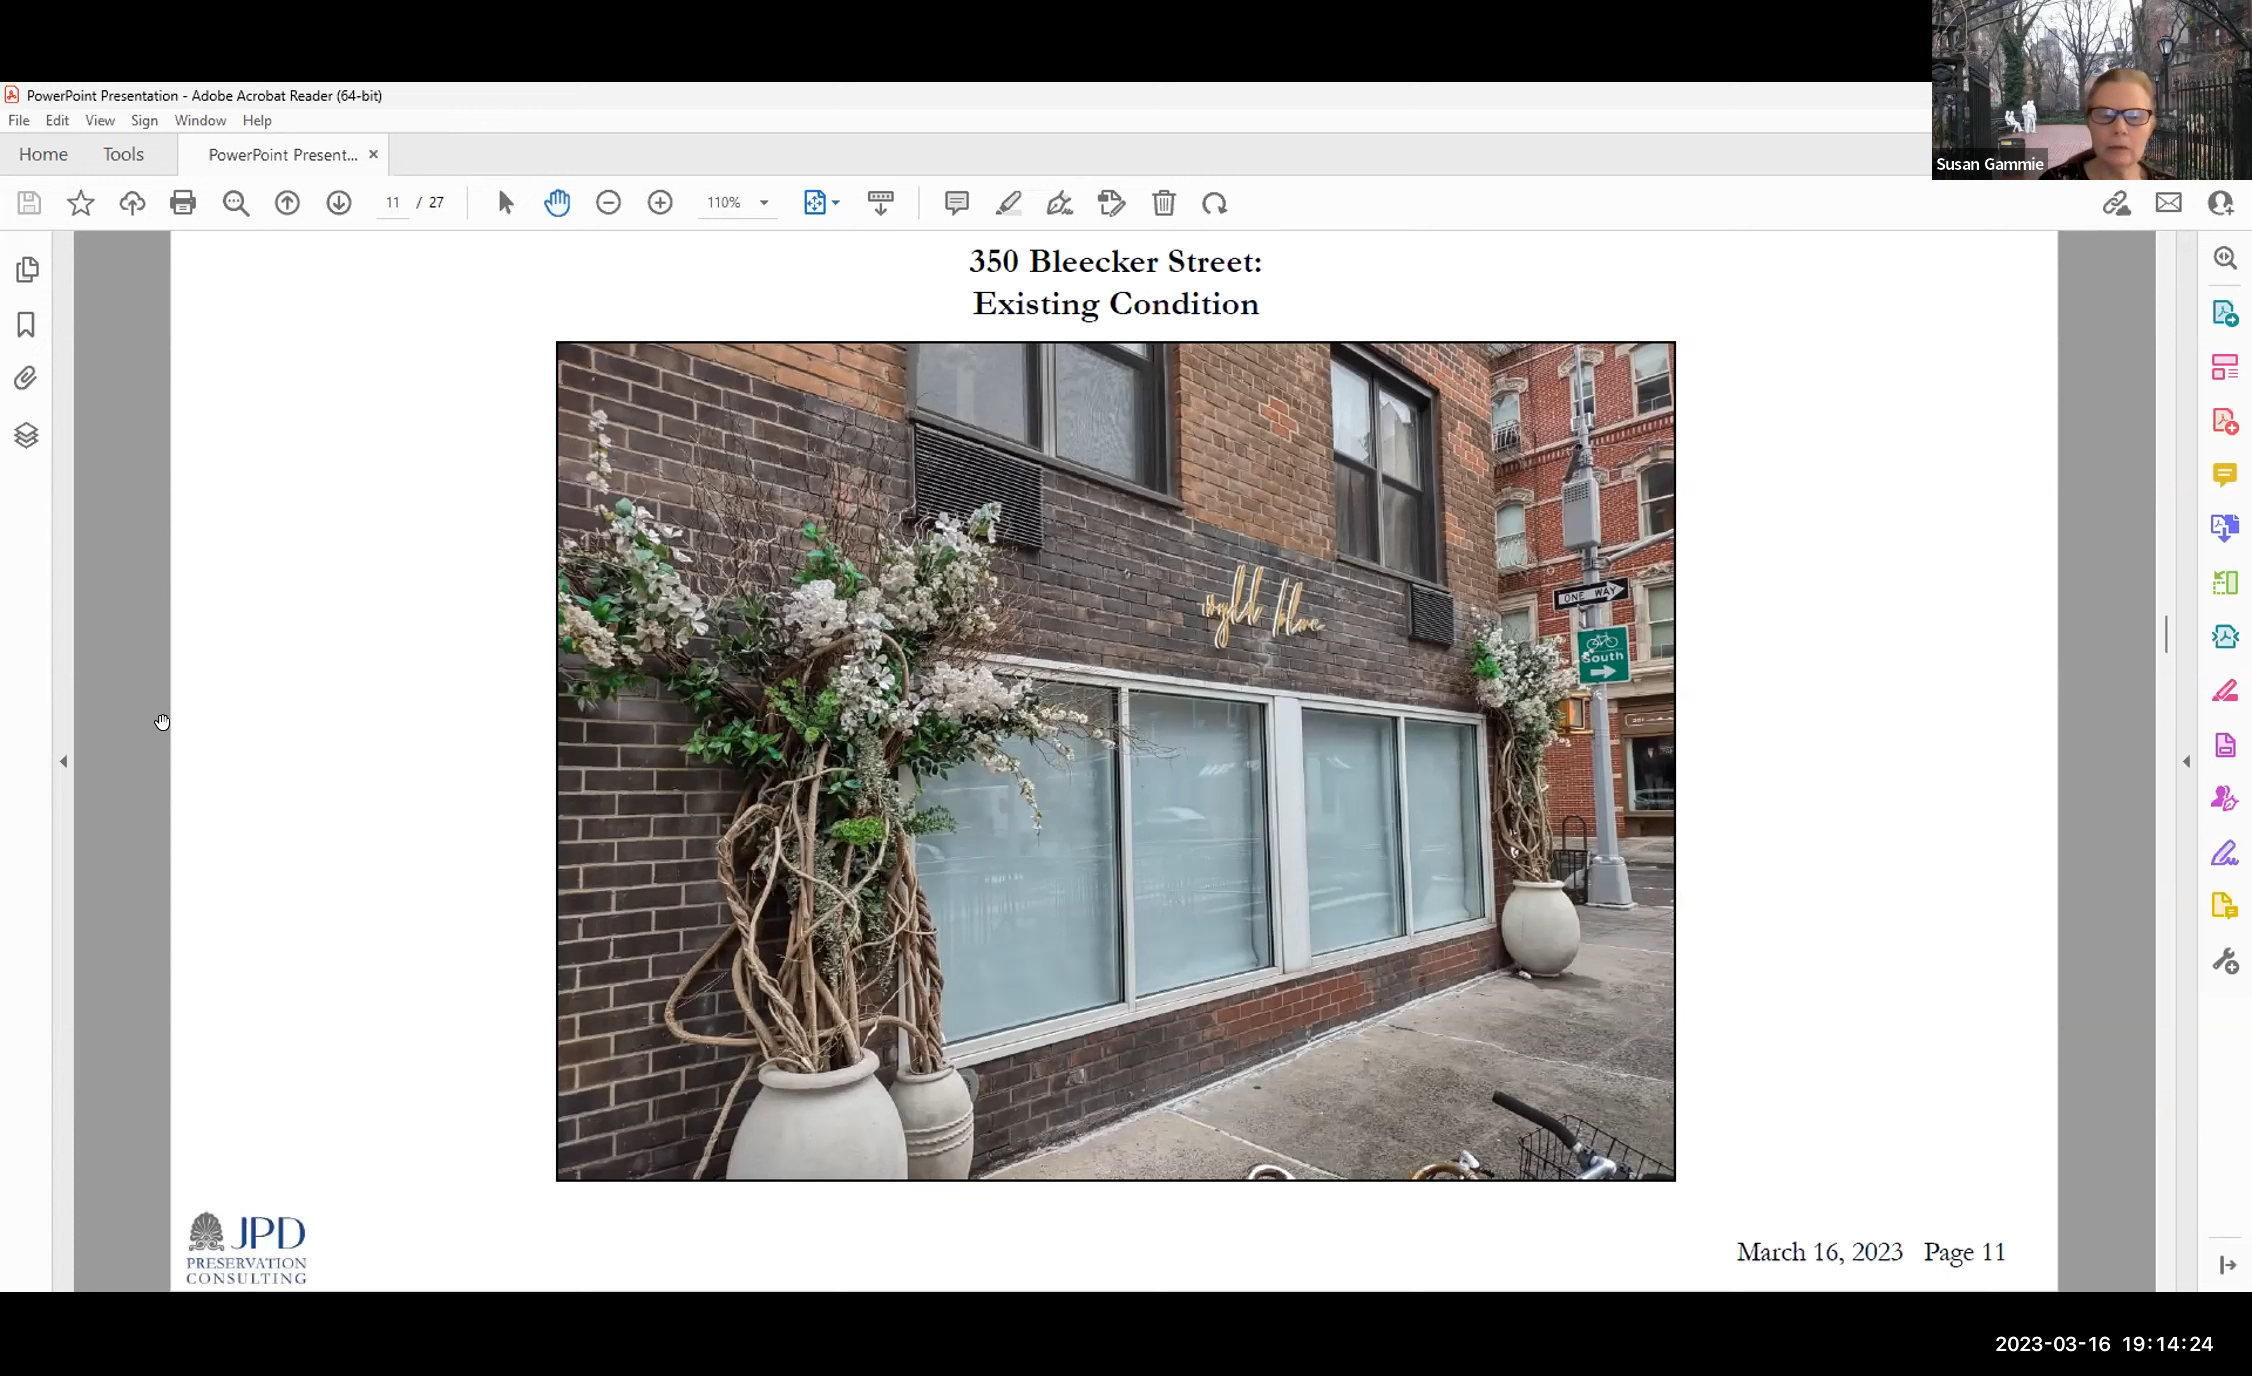 Susan Gammie
PowerPoint Presentation - Adobe Acrobat Reader (64-bit)
File Edit View Sign Window Help
Home Tools PowerPoint Present... ×
11 / 27 110%
350 Bleecker Street:
Existing Condition
wyld blue
ONE WAY
South
JPD
PRESERVATION
CONSULTING
March 16, 2023 Page 11
2023-03-16 19:14:24